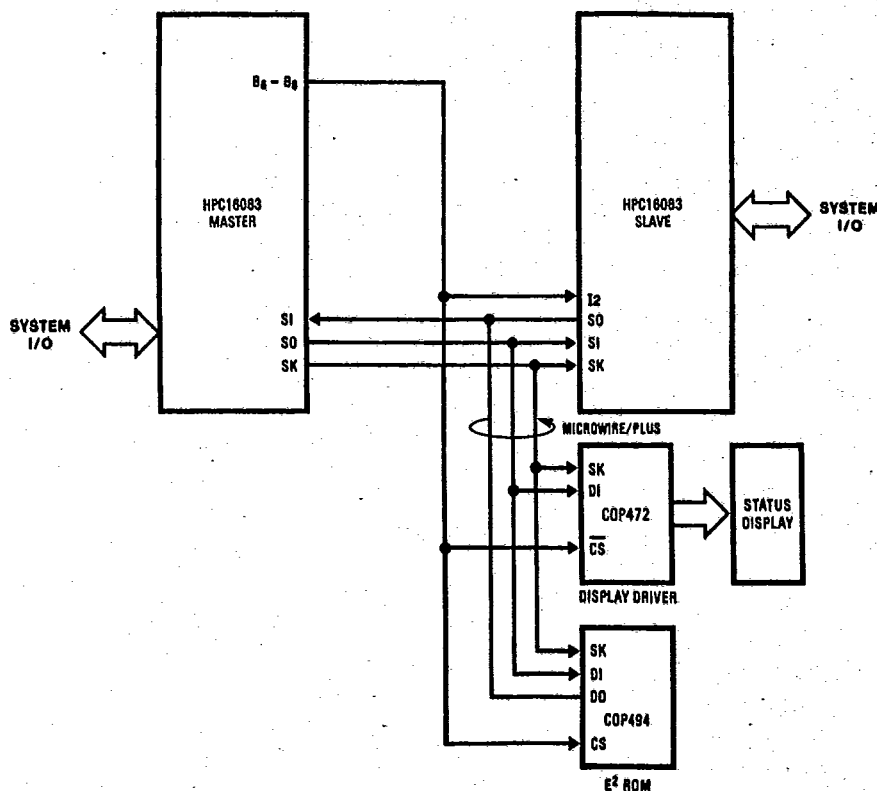 HPC16083
MASTER
SYSTEM
I/O
SI
SO
SK
HPC16083
SLAVE
SYSTEM
I/O
I2
SO
SI
SK
MICROWIRE/PLUS
SK
DI
COP472
CS
DISPLAY DRIVER
STATUS
DISPLAY
SK
DI
DO
COP494
CS
E² ROM